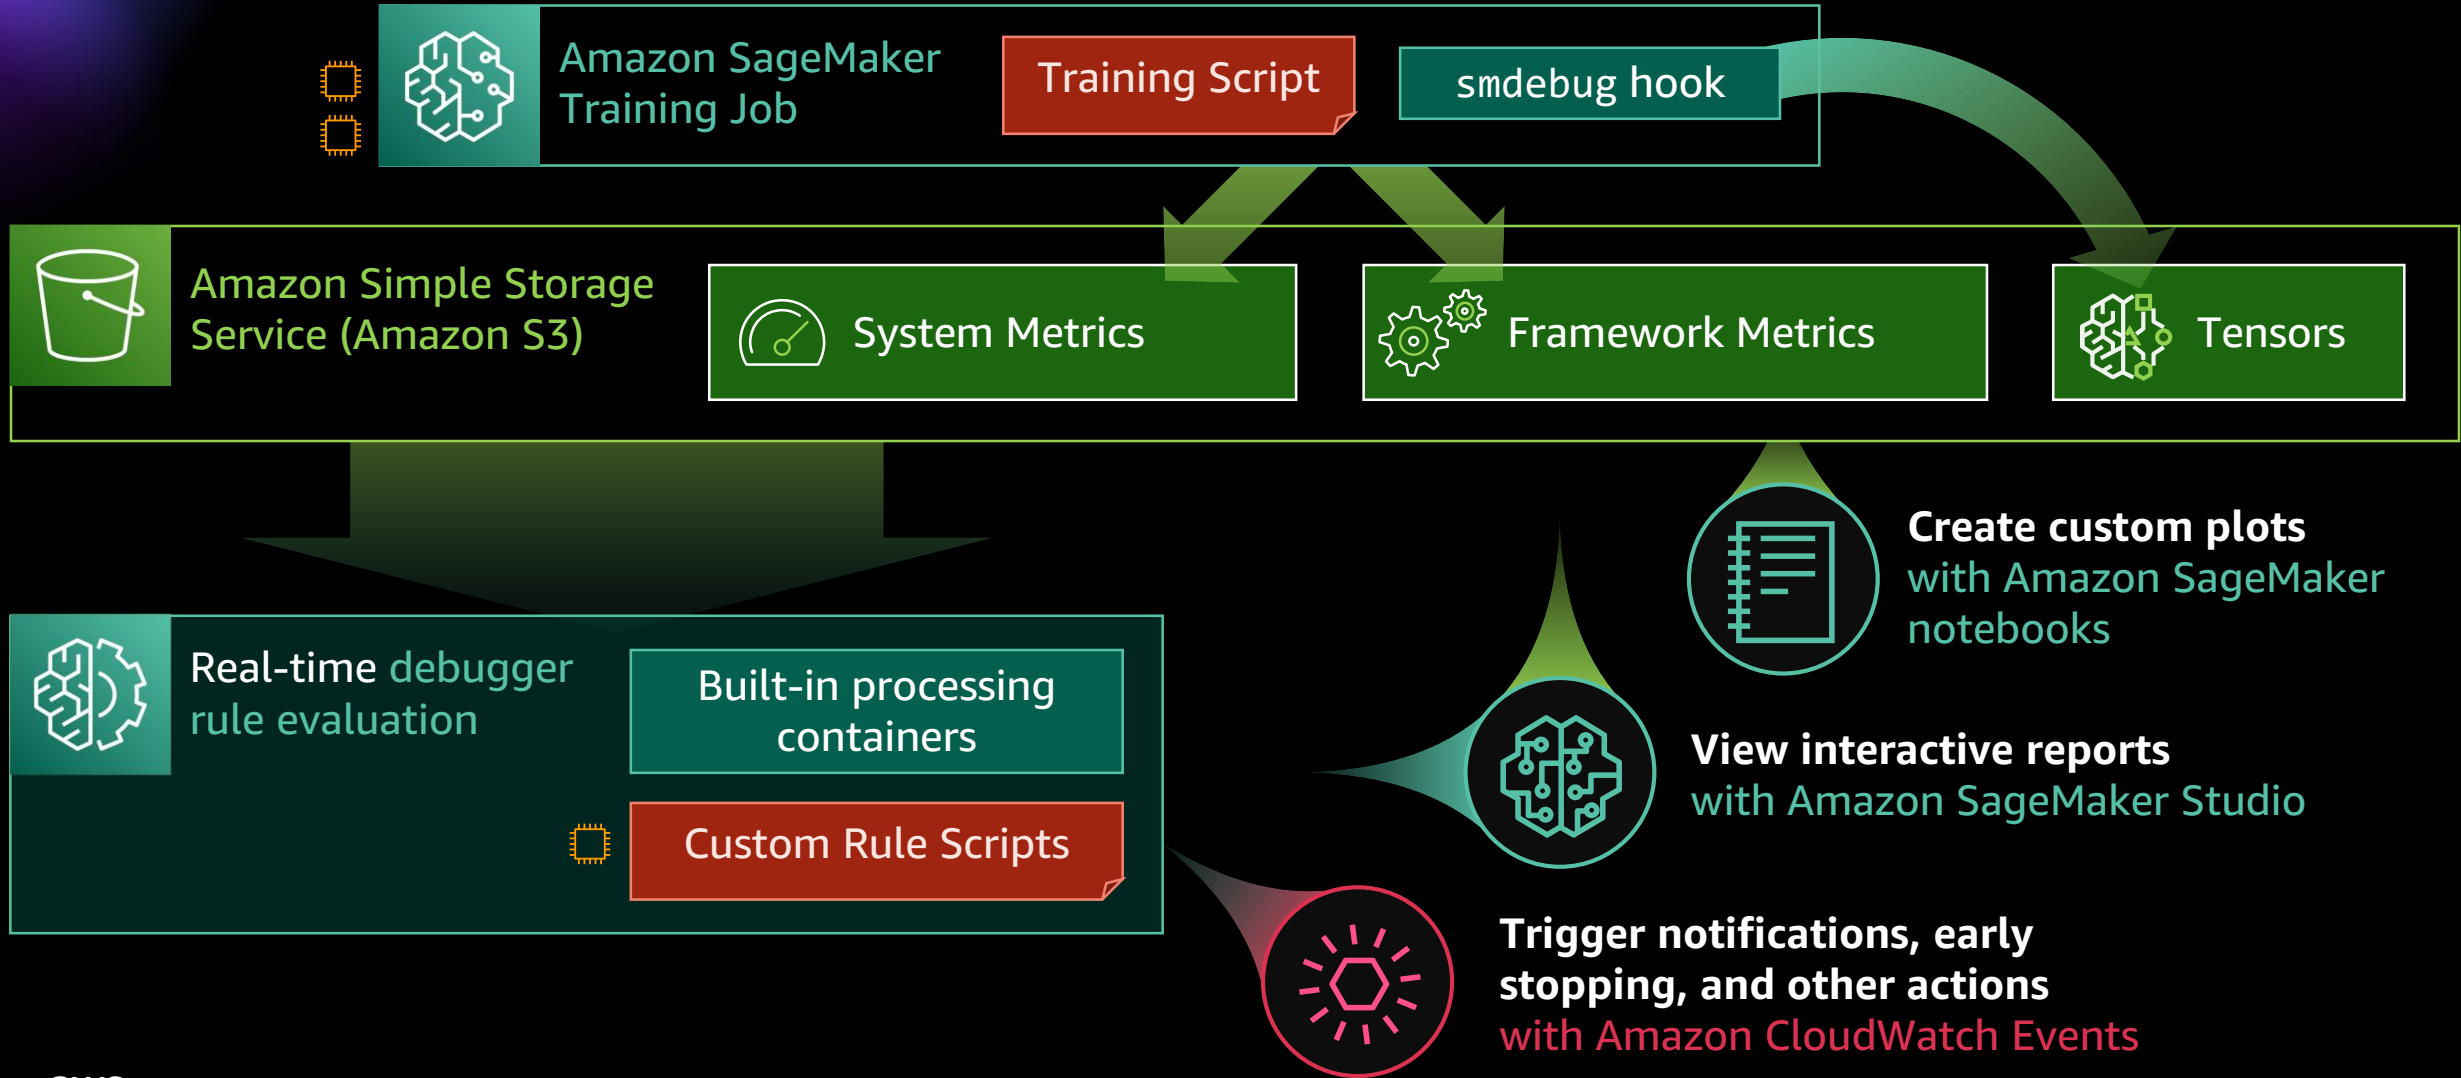 Amazon SageMaker
Training Job
Training Script
smdebug hook
Amazon Simple Storage
Service (Amazon S3)
System Metrics
Framework Metrics
Tensors
Create custom plots
with Amazon SageMaker
notebooks
Real-time debugger
rule evaluation
Built-in processing
containers
Custom Rule Scripts
View interactive reports
with Amazon SageMaker Studio
Trigger notifications, early
stopping, and other actions
with Amazon CloudWatch Events